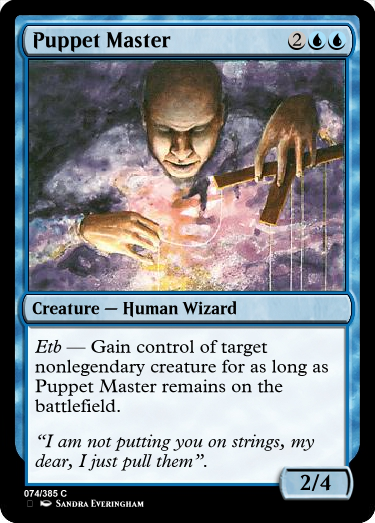 Puppet Master 2
Creature — Human Wizard
Etb — Gain control of target
nonlegendary creature for as long as
Puppet Master remains on the
battlefield.
“I am not putting you on strings, my
dear, I just pull them”.
2/4
074/385 C
Sandra Everingham